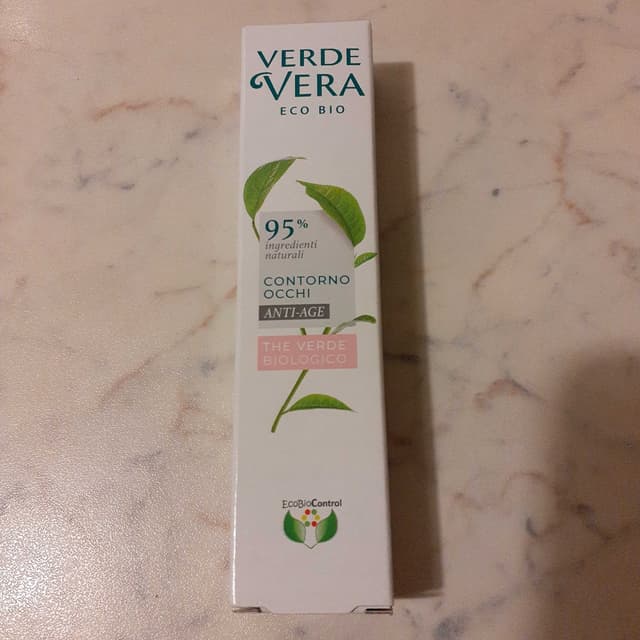 VERDE
VERA
ECO BIO
95%
ingredienti
naturali
CONTORNO
OCCHI
ANTI-AGE
THE VERDE
BIOLOGICO
EcoBioControl